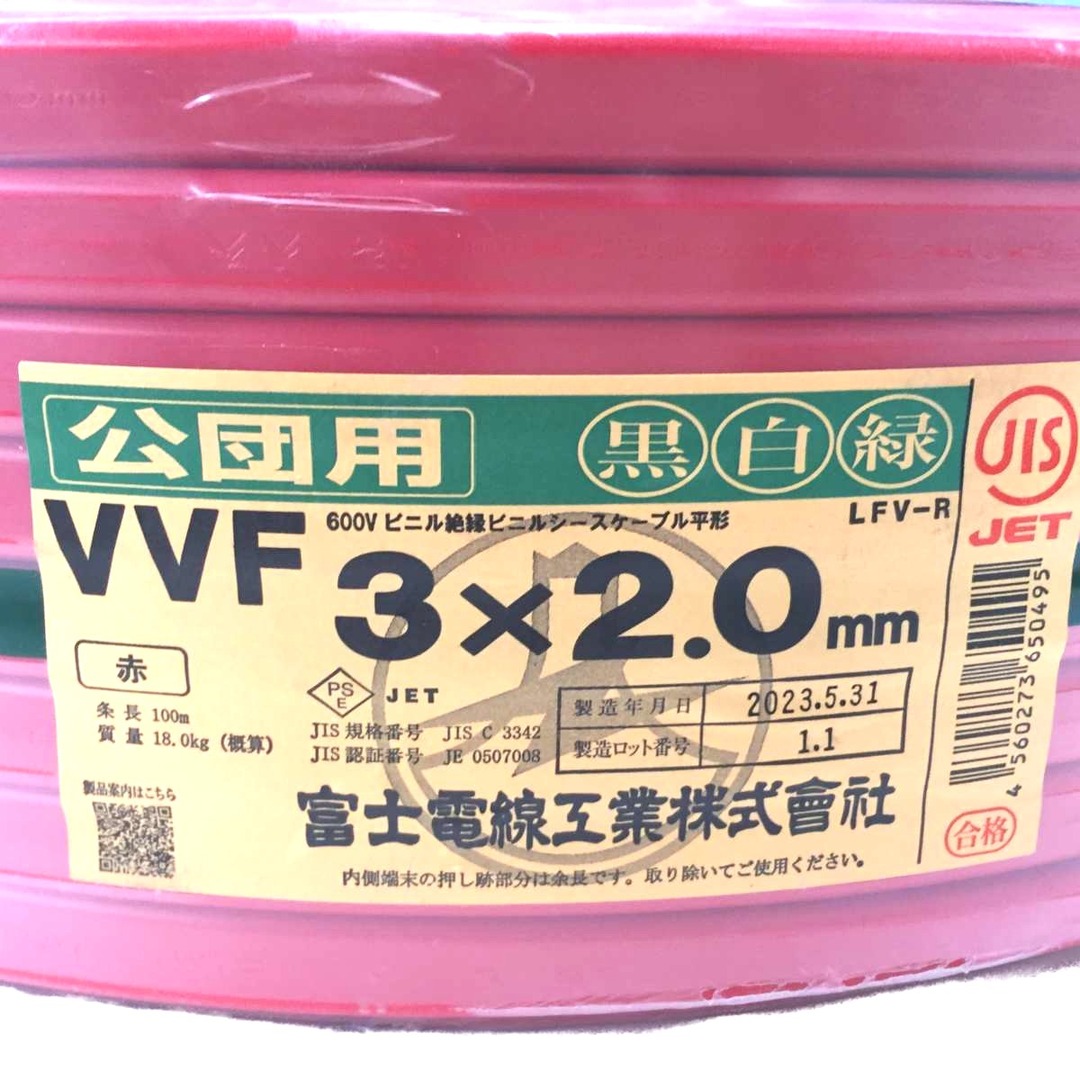 公団用 黒 白 緑
JIS
JET
600V ビニル絶縁ビニルシースケーブル平形 LFV-R
VVF 3×2.0mm
赤
条長 100m
質量 18.0kg (概算)
PS
E
JET
JIS 規格番号 JIS C 3342
JIS 認証番号 JE 0507008
製造年月日 2023.5.31
製造ロット番号 1.1
製品案内はこちら
富士電線工業株式會社
内側端末の押し跡部分は余長です。取り除いてご使用ください。
4 560273 650495
合格